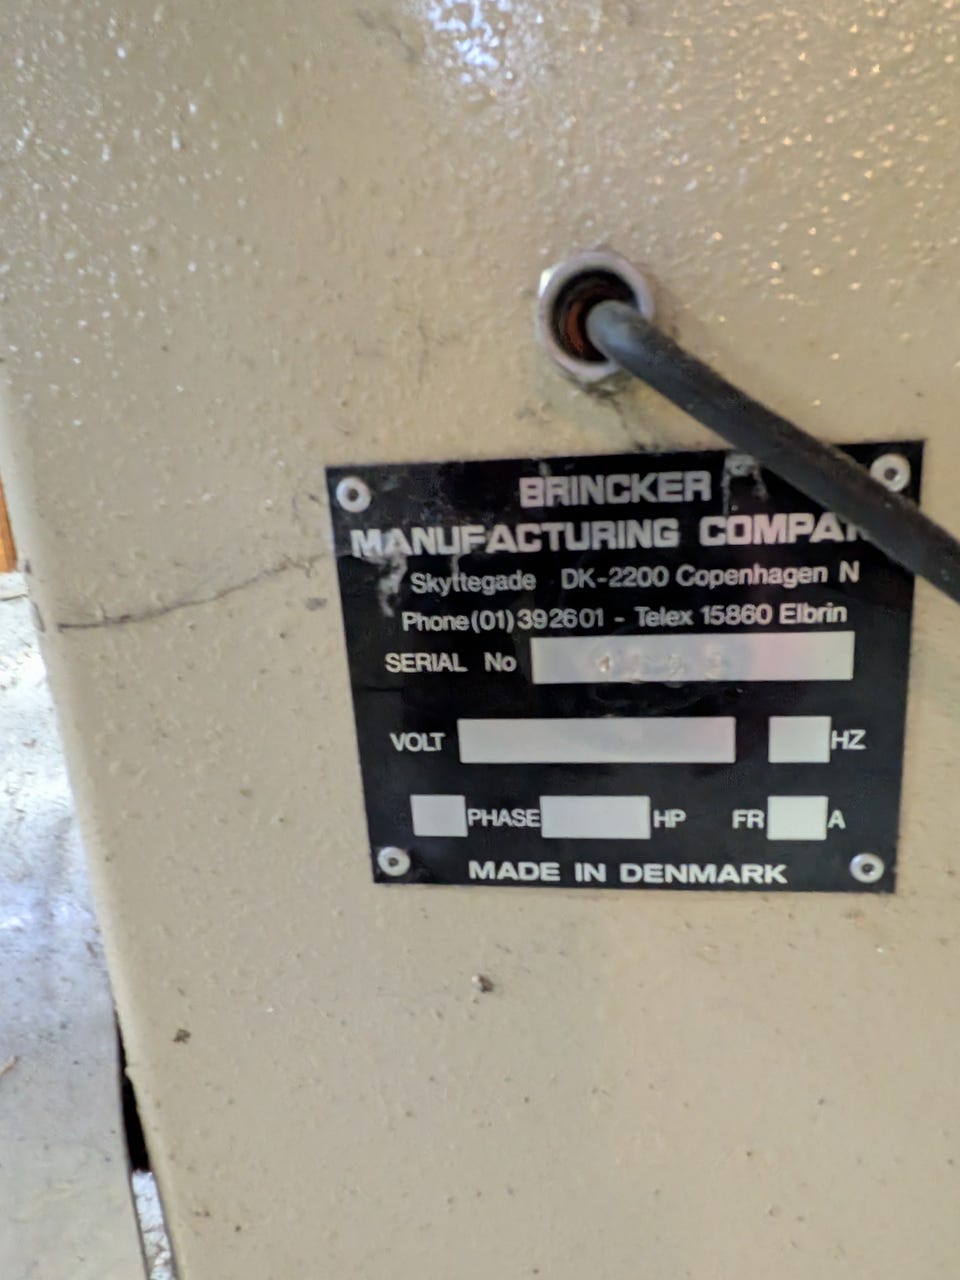 BRINCKER
MANUFACTURING COMPAN
Skyttegade DK-2200 Copenhagen N
Phone (01) 392601 - Telex 15860 Elbrin
SERIAL No
VOLT HZ
PHASE HP FR A
MADE IN DENMARK